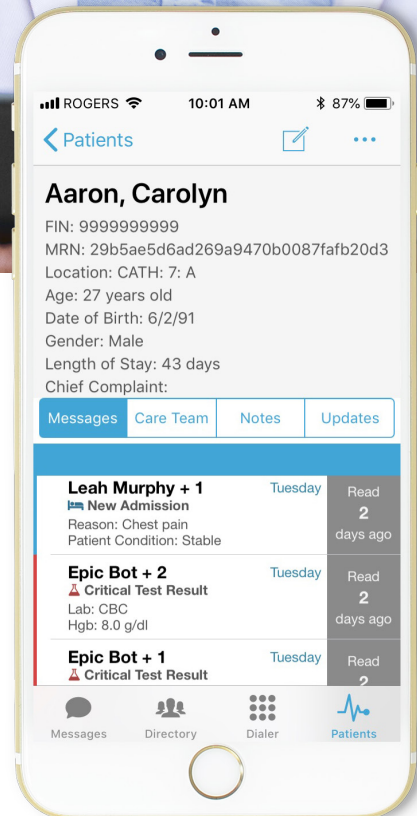 ROGERS 10:01 AM 87%
Patients
Aaron, Carolyn
FIN: 9999999999
MRN: 29b5ae5d6ad269a9470b0087fafb20d3
Location: CATH: 7: A
Age: 27 years old
Date of Birth: 6/2/91
Gender: Male
Length of Stay: 43 days
Chief Complaint:
Messages Care Team Notes Updates
Leah Murphy + 1 Tuesday
New Admission
Reason: Chest pain
Patient Condition: Stable
Read
2
days ago
Epic Bot + 2 Tuesday
Critical Test Result
Lab: CBC
Hgb: 8.0 g/dl
Read
2
days ago
Epic Bot + 1 Tuesday
Critical Test Result
Read
2
Messages Directory Dialer Patients